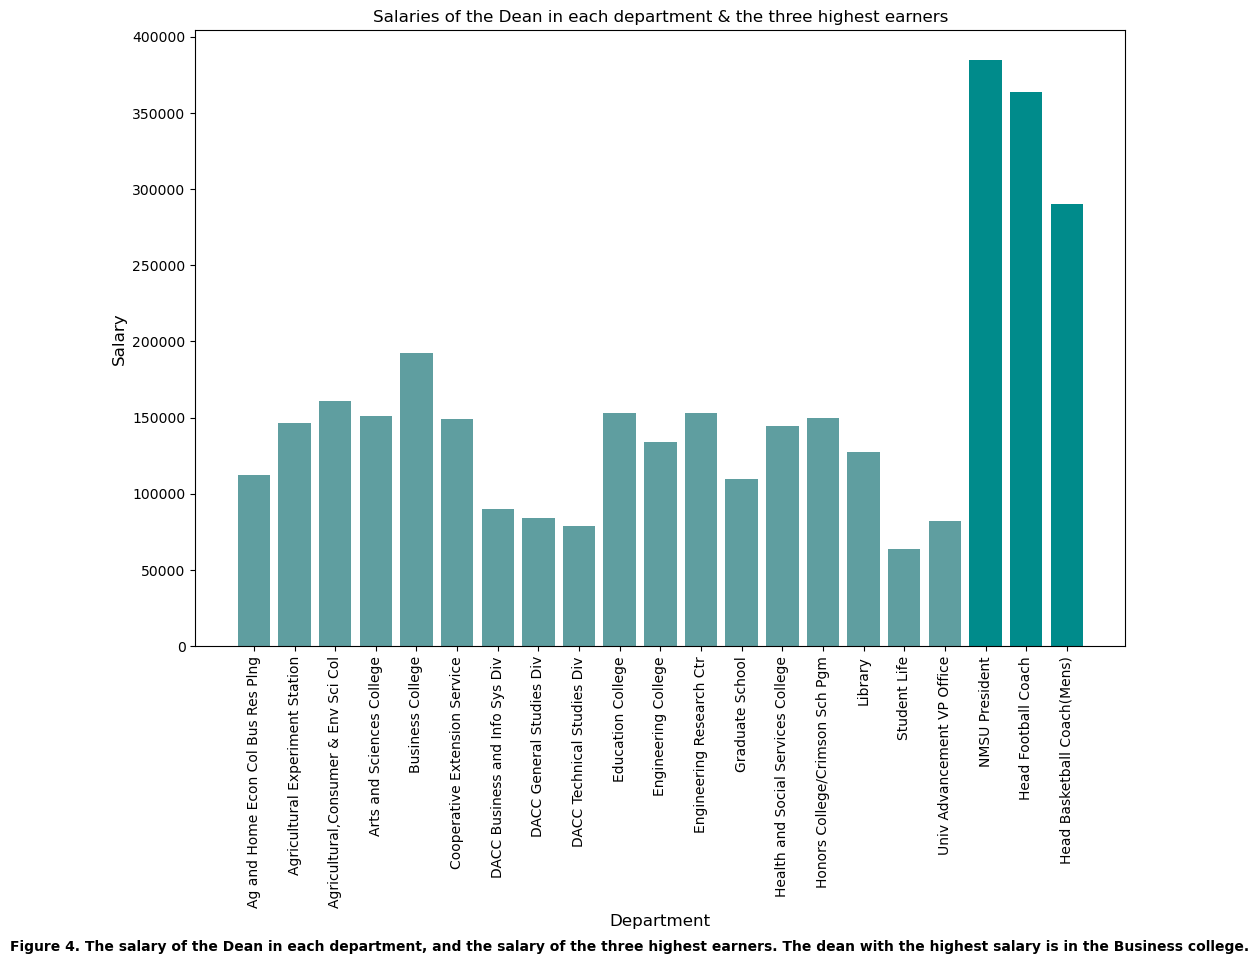 Salaries of the Dean in each department & the three highest earners
400000
350000
300000
250000
200000
150000
100000
50000
0
Salary
Ag and Home Econ Col Bus Res Plng
Agricultural Experiment Station
Agricultural,Consumer & Env Sci Col
Arts and Sciences College
Business College
Cooperative Extension Service
DACC Business and Info Sys Div
DACC General Studies Div
DACC Technical Studies Div
Education College
Engineering College
Engineering Research Ctr
Graduate School
Health and Social Services College
Honors College/Crimson Sch Pgm
Library
Student Life
Univ Advancement VP Office
NMSU President
Head Football Coach
Head Basketball Coach(Mens)
Department
Figure 4. The salary of the Dean in each department, and the salary of the three highest earners. The dean with the highest salary is in the Business college.